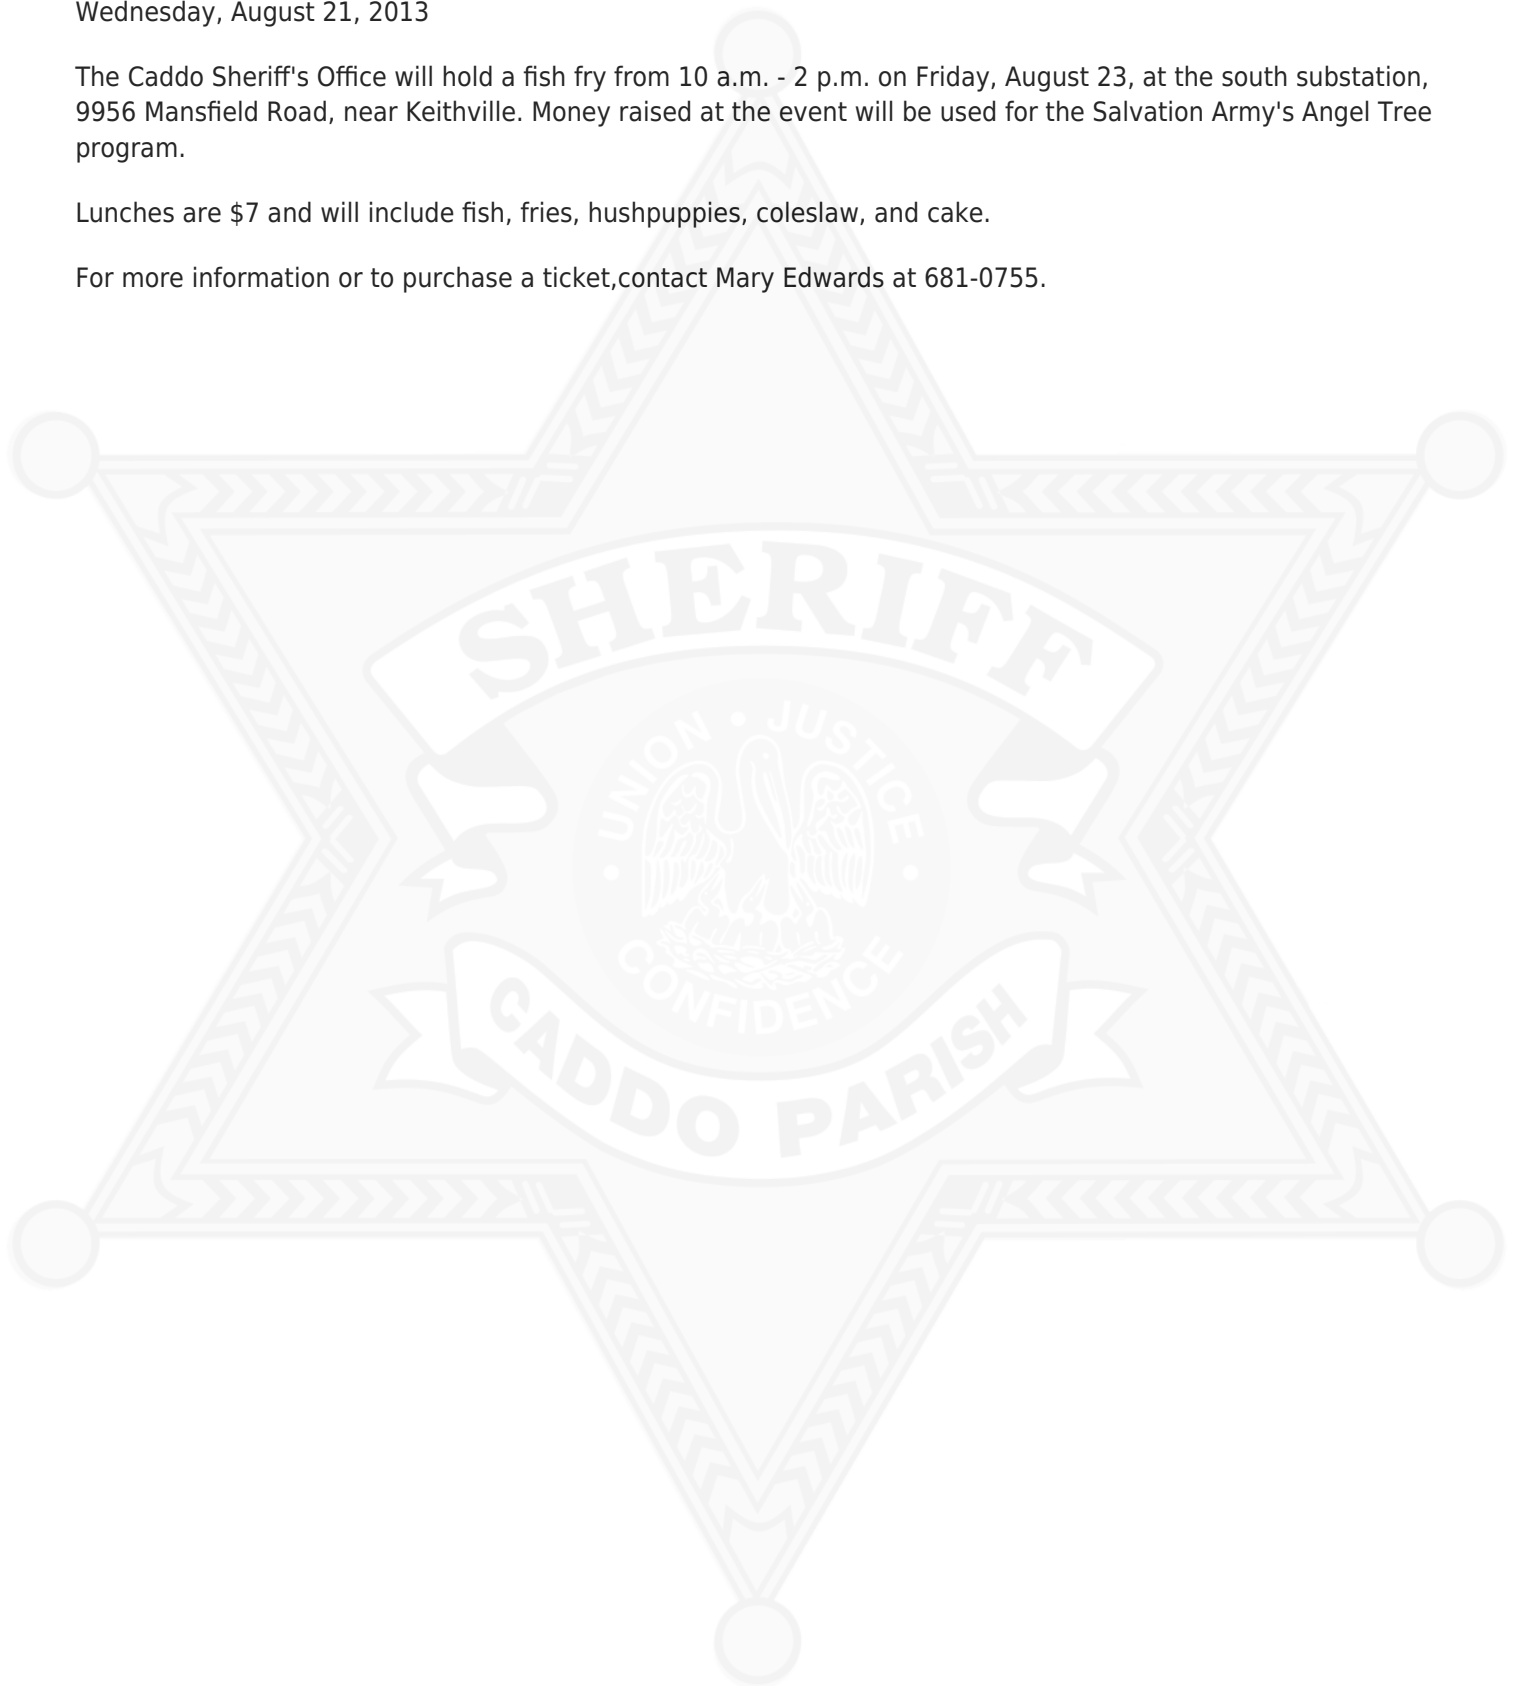 Wednesday, August 21, 2013
The Caddo Sheriff's Office will hold a fish fry from 10 a.m. - 2 p.m. on Friday, August 23, at the south substation,
9956 Mansfield Road, near Keithville. Money raised at the event will be used for the Salvation Army's Angel Tree
program.
Lunches are $7 and will include fish, fries, hushpuppies, coleslaw, and cake.
For more information or to purchase a ticket,contact Mary Edwards at 681-0755.
SHERIFF
UNION • JUSTICE •
• CONFIDENCE
CADDO PARISH